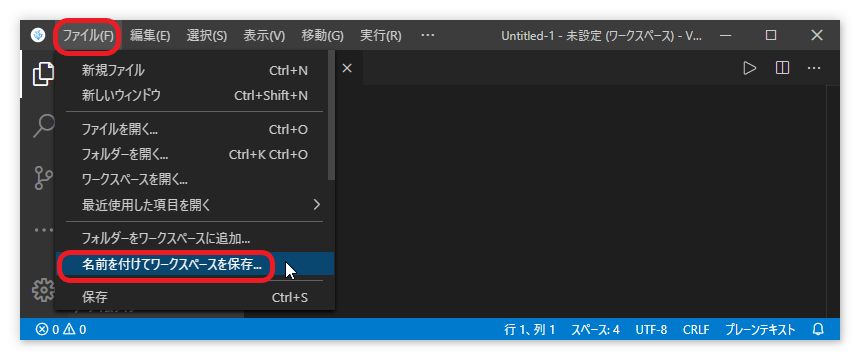 ファイル(F) 編集(E) 選択(S) 表示(V) 移動(G) 実行(R) ··· Untitled-1 - 未設定 (ワークスペース) - V...
新規ファイル Ctrl+N
新しいウィンドウ Ctrl+Shift+N
ファイルを開く... Ctrl+O
フォルダーを開く... Ctrl+K Ctrl+O
ワークスペースを開く...
最近使用した項目を開く
フォルダーをワークスペースに追加...
名前を付けてワークスペースを保存...
保存 Ctrl+S
0 0 行 1、列 1 スペース: 4 UTF-8 CRLF プレーンテキスト